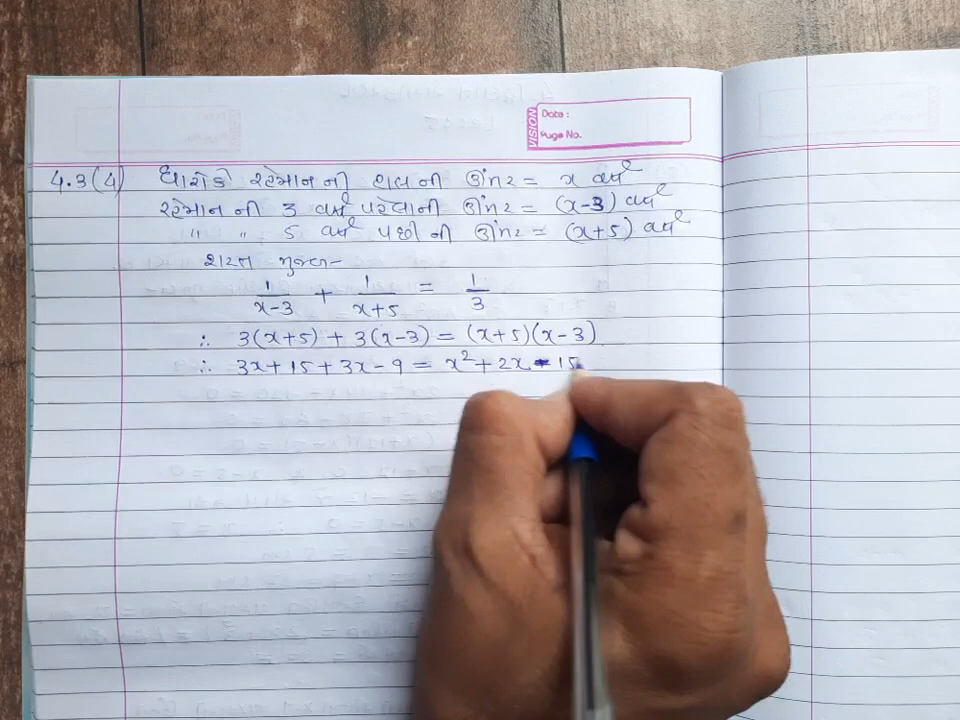 Date :
VISION Page No.
4.3(4) ધારોકે રહેમાન ની હાલ ની ઉંમર = x વર્ષ
રહેમાન ની 3 વર્ષ પહેલાની ઉંમર = (x-3) વર્ષ
" " 5 વર્ષ પછી ની ઉંમર = (x+5) વર્ષ
શરત મુજબ-
1/(x-3) + 1/(x+5) = 1/3
∴ 3(x+5) + 3(x-3) = (x+5)(x-3)
∴ 3x+15+3x-9 = x²+2x-15